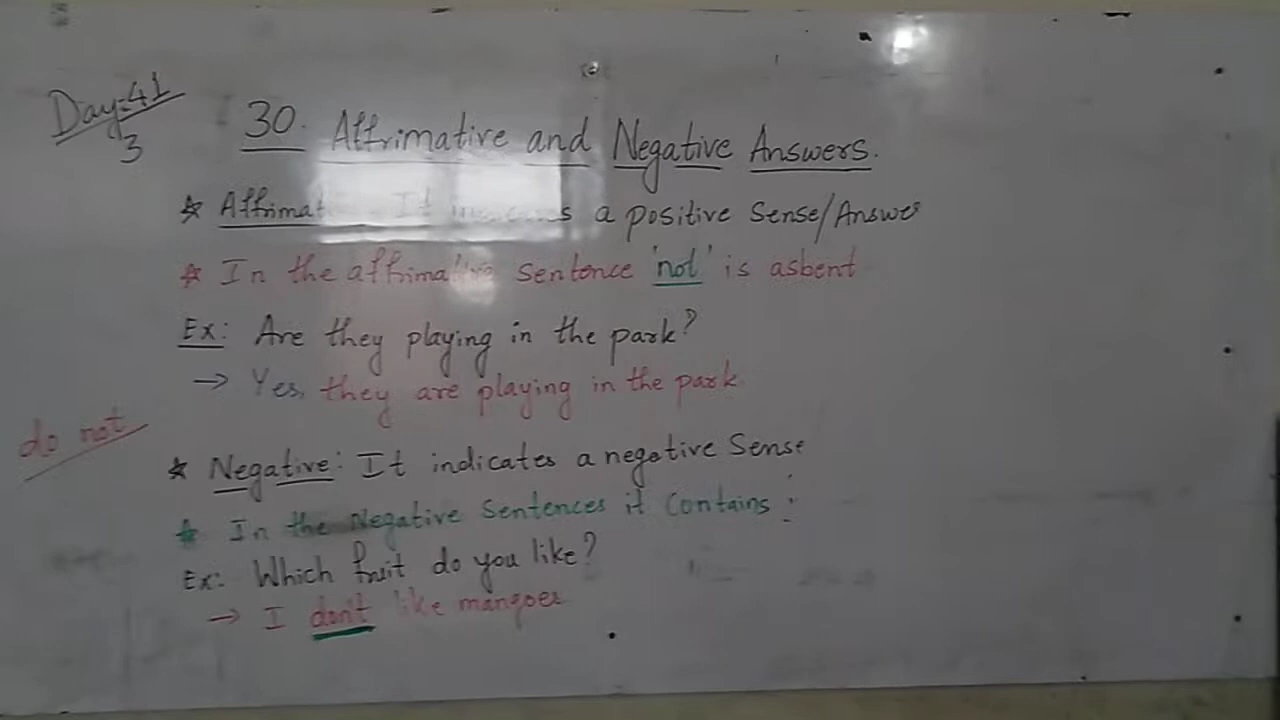 Day:41
3
30. Affrimative and Negative Answers.
* Affrimat It s a positive Sense/Answer
* In the affrimative sentence 'not' is asbent
Ex: Are they playing in the park?
→ Yes, they are playing in the park.
do not
* Negative: It indicates a negative Sense
* In the Negative Sentences it Contains :
Ex: Which fruit do you like?
→ I don't like mangoes